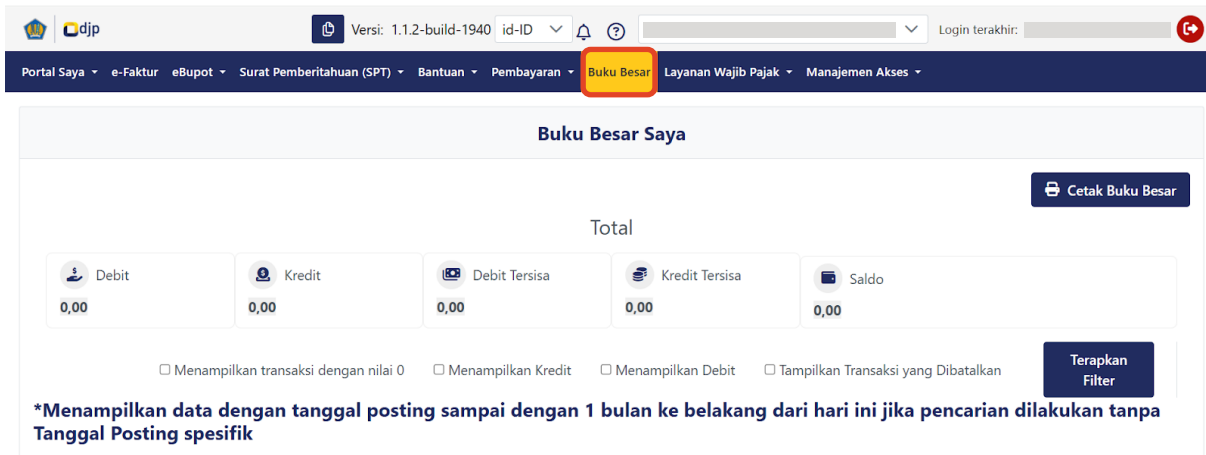 djp Versi: 1.1.2-build-1940 id-ID Login terakhir:
Portal Saya e-Faktur eBupot Surat Pemberitahuan (SPT) Bantuan Pembayaran Buku Besar Layanan Wajib Pajak Manajemen Akses
Buku Besar Saya
Cetak Buku Besar
Total
Debit Kredit Debit Tersisa Kredit Tersisa Saldo
0,00 0,00 0,00 0,00 0,00
Menampilkan transaksi dengan nilai 0 Menampilkan Kredit Menampilkan Debit Tampilkan Transaksi yang Dibatalkan
Terapkan
Filter
*Menampilkan data dengan tanggal posting sampai dengan 1 bulan ke belakang dari hari ini jika pencarian dilakukan tanpa
Tanggal Posting spesifik